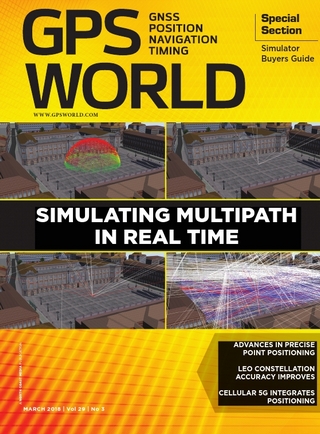 GPS
WORLD
GNSS
POSITION
NAVIGATION
TIMING
Special
Section
Simulator
Buyers Guide
WWW.GPSWORLD.COM
SIMULATING MULTIPATH
IN REAL TIME
ADVANCES IN PRECISE
POINT POSITIONING
LEO CONSTELLATION
ACCURACY IMPROVES
CELLULAR 5G INTEGRATES
POSITIONING
MARCH 2018 | Vol 29 | No 3